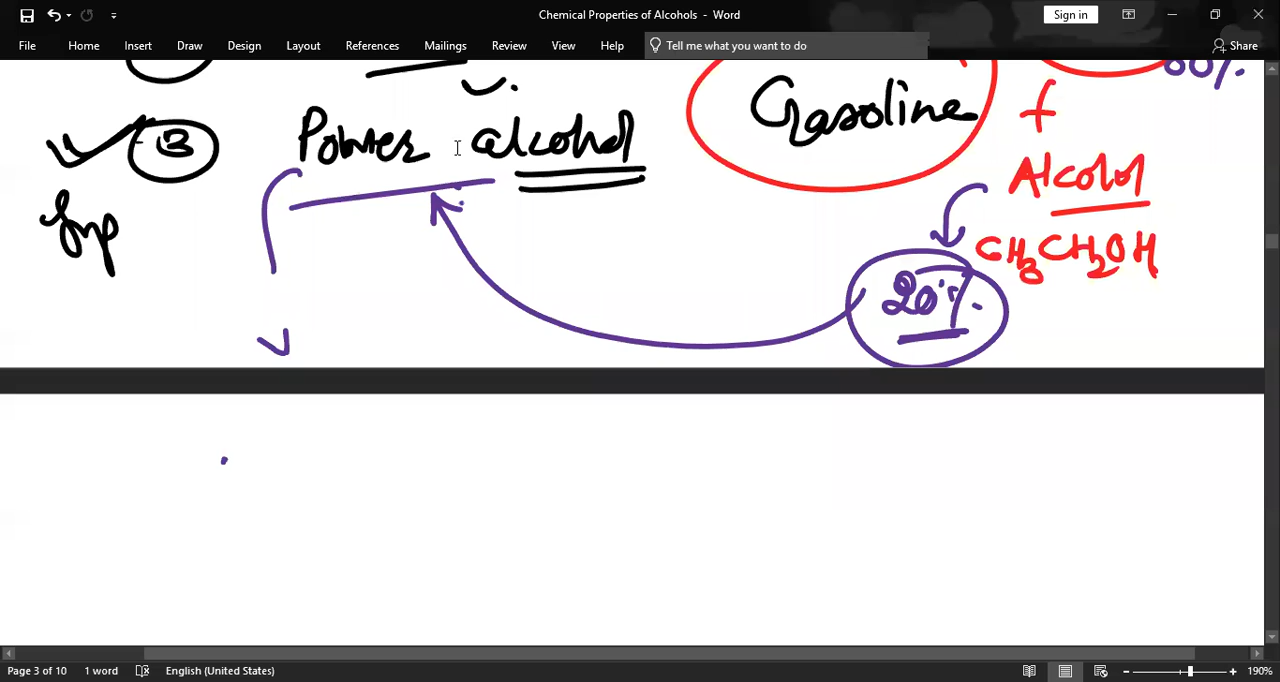 Chemical Properties of Alcohols - Word
Sign in
File Home Insert Draw Design Layout References Mailings Review View Help Tell me what you want to do Share
80%.
3 Power alcohol Gasoline +
Alcohol
Imp
CH3CH2OH
20%.
Page 3 of 10 1 word English (United States) 190%